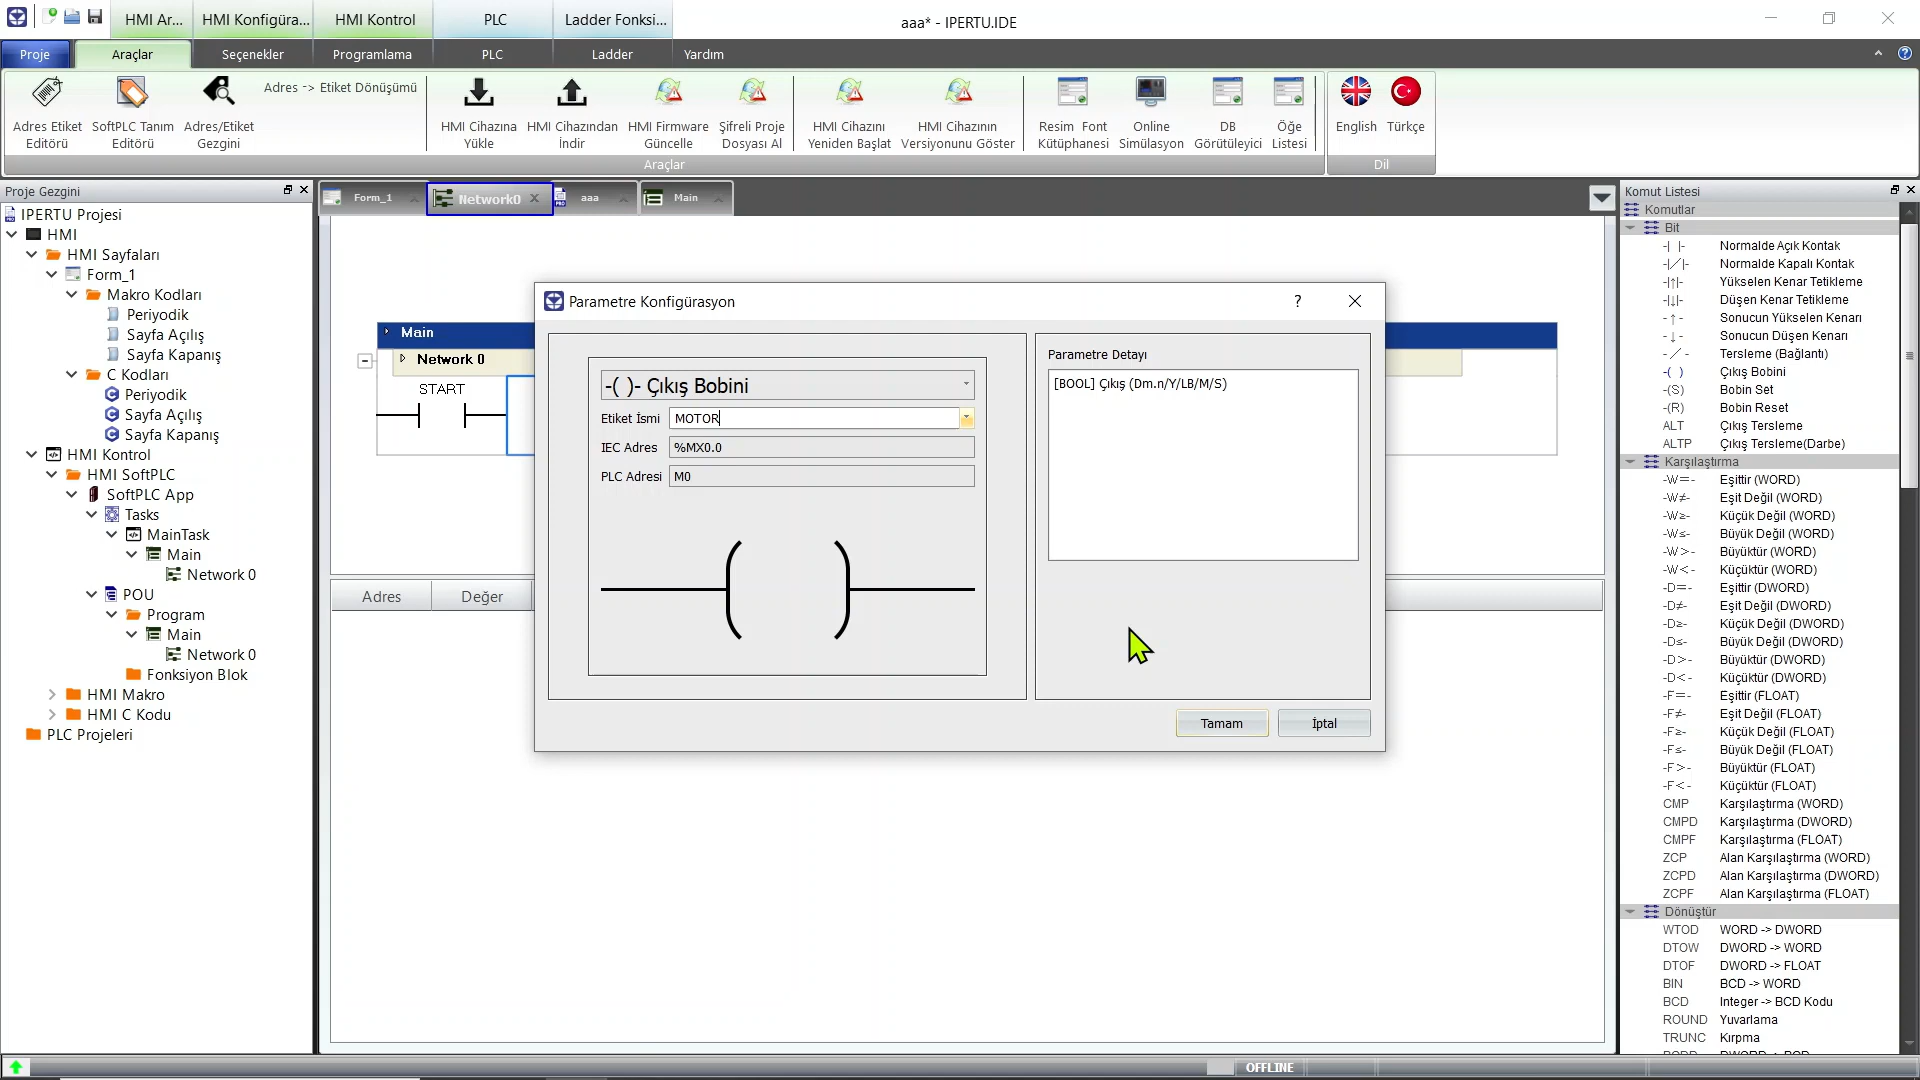 HMI Ar...
HMI Konfigüra...
HMI Kontrol
PLC
Ladder Fonksi...
aaa* - IPERTU.IDE
Proje
Araçlar
Seçenekler
Programlama
PLC
Ladder
Yardım
Adres Etiket
Editörü
SoftPLC Tanım
Editörü
Adres/Etiket
Gezgini
Adres -> Etiket Dönüşümü
HMI Cihazına
Yükle
HMI Cihazından
İndir
HMI Firmware
Güncelle
Şifreli Proje
Dosyası Al
HMI Cihazını
Yeniden Başlat
HMI Cihazının
Versiyonunu Göster
Resim Font
Kütüphanesi
Online
Simülasyon
DB
Görütüleyici
Öğe
Listesi
English
Türkçe
Araçlar
Dil
Proje Gezgini
IPERTU Projesi
HMI
HMI Sayfaları
Form_1
Makro Kodları
Periyodik
Sayfa Açılış
Sayfa Kapanış
C Kodları
Periyodik
Sayfa Açılış
Sayfa Kapanış
HMI Kontrol
HMI SoftPLC
SoftPLC App
Tasks
MainTask
Main
Network 0
POU
Program
Main
Network 0
Fonksiyon Blok
HMI Makro
HMI C Kodu
PLC Projeleri
Form_1
Network0
aaa
Main
Main
Network 0
START
Adres
Değer
Parametre Konfigürasyon
?
-( )- Çıkış Bobini
Etiket İsmi
MOTOR
IEC Adres
%MX0.0
PLC Adresi
M0
Parametre Detayı
[BOOL] Çıkış (Dm.n/Y/LB/M/S)
Tamam
İptal
Komut Listesi
Komutlar
Bit
-| |- Normalde Açık Kontak
-|/|- Normalde Kapalı Kontak
-|↑|- Yükselen Kenar Tetikleme
-|↓|- Düşen Kenar Tetikleme
-↑- Sonucun Yükselen Kenarı
-↓- Sonucun Düşen Kenarı
-/- Tersleme (Bağlantı)
-( ) Çıkış Bobini
-(S) Bobin Set
-(R) Bobin Reset
ALT Çıkış Tersleme
ALTP Çıkış Tersleme(Darbe)
Karşılaştırma
-W=- Eşittir (WORD)
-W≠- Eşit Değil (WORD)
-W≥- Küçük Değil (WORD)
-W≤- Büyük Değil (WORD)
-W>- Büyüktür (WORD)
-W<- Küçüktür (WORD)
-D=- Eşittir (DWORD)
-D≠- Eşit Değil (DWORD)
-D≥- Küçük Değil (DWORD)
-D≤- Büyük Değil (DWORD)
-D>- Büyüktür (DWORD)
-D<- Küçüktür (DWORD)
-F=- Eşittir (FLOAT)
-F≠- Eşit Değil (FLOAT)
-F≥- Küçük Değil (FLOAT)
-F≤- Büyük Değil (FLOAT)
-F>- Büyüktür (FLOAT)
-F<- Küçüktür (FLOAT)
CMP Karşılaştırma (WORD)
CMPD Karşılaştırma (DWORD)
CMPF Karşılaştırma (FLOAT)
ZCP Alan Karşılaştırma (WORD)
ZCPD Alan Karşılaştırma (DWORD)
ZCPF Alan Karşılaştırma (FLOAT)
Dönüştür
WTOD WORD -> DWORD
DTOW DWORD -> WORD
DTOF DWORD -> FLOAT
BIN BCD -> WORD
BCD Integer -> BCD Kodu
ROUND Yuvarlama
TRUNC Kırpma
OFFLINE